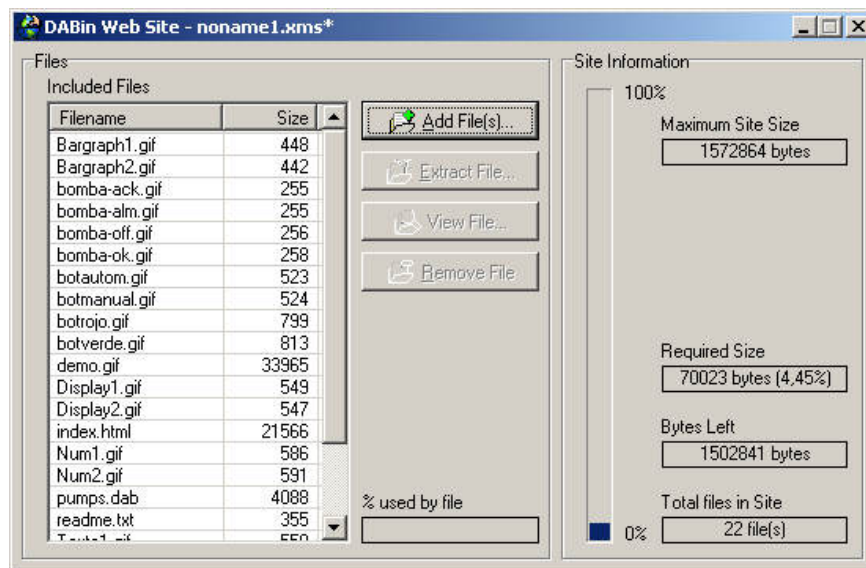 DABin Web Site - noname1.xms*
Files
Included Files
Filename Size
Bargraph1.gif 448
Bargraph2.gif 442
bomba-ack.gif 255
bomba-alm.gif 255
bomba-off.gif 256
bomba-ok.gif 258
botautom.gif 523
botmanual.gif 524
botrojo.gif 799
botverde.gif 813
demo.gif 33965
Display1.gif 549
Display2.gif 547
index.html 21566
Num1.gif 586
Num2.gif 591
pumps.dab 4088
readme.txt 355
Add File(s)...
Extract File...
View File...
Remove File
% used by file
Site Information
100%
Maximum Site Size
1572864 bytes
Required Size
70023 bytes (4,45%)
Bytes Left
1502841 bytes
Total files in Site
22 file(s)
0%